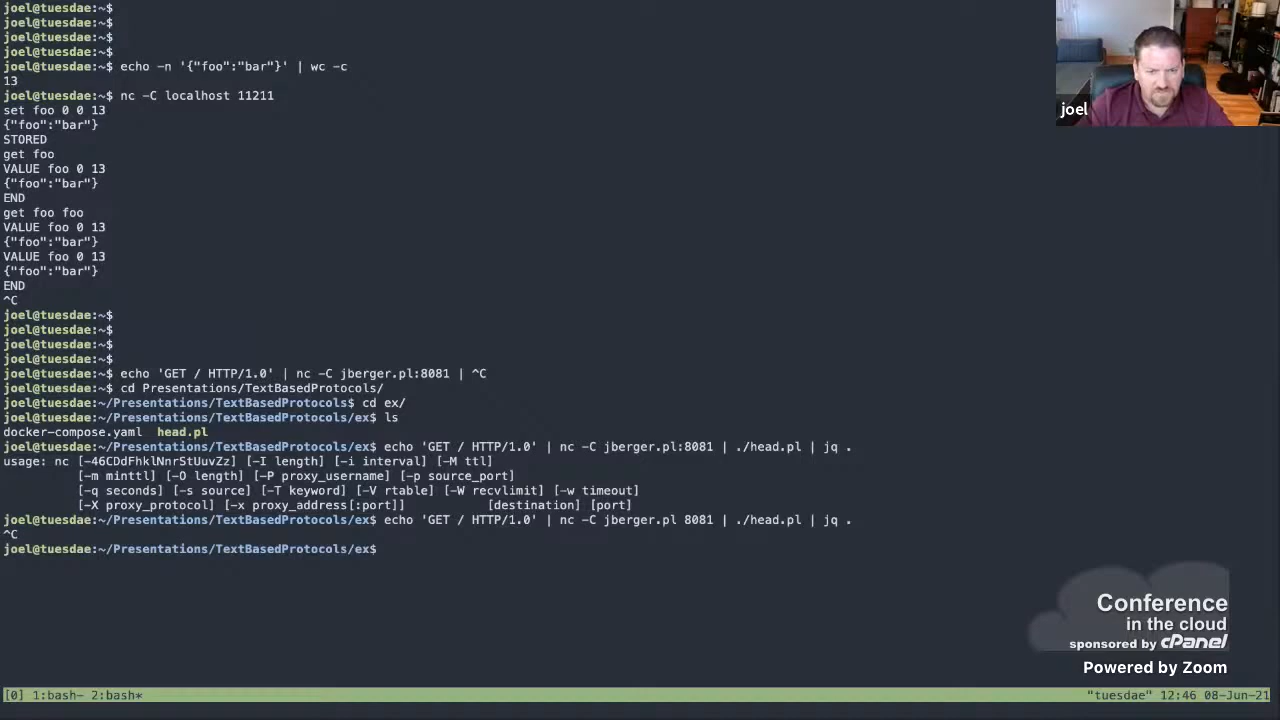 joel@tuesdae:~$
joel@tuesdae:~$
joel@tuesdae:~$
joel@tuesdae:~$
joel@tuesdae:~$ echo -n '{"foo":"bar"}' | wc -c
13
joel@tuesdae:~$ nc -C localhost 11211
set foo 0 0 13
{"foo":"bar"}
STORED
get foo
VALUE foo 0 13
{"foo":"bar"}
END
get foo foo
VALUE foo 0 13
{"foo":"bar"}
VALUE foo 0 13
{"foo":"bar"}
END
^C
joel@tuesdae:~$
joel@tuesdae:~$
joel@tuesdae:~$
joel@tuesdae:~$
joel@tuesdae:~$ echo 'GET / HTTP/1.0' | nc -C jberger.pl:8081 | ^C
joel@tuesdae:~$ cd Presentations/TextBasedProtocols/
joel@tuesdae:~/Presentations/TextBasedProtocols$ cd ex/
joel@tuesdae:~/Presentations/TextBasedProtocols/ex$ ls
docker-compose.yaml  head.pl
joel@tuesdae:~/Presentations/TextBasedProtocols/ex$ echo 'GET / HTTP/1.0' | nc -C jberger.pl:8081 | ./head.pl | jq .
usage: nc [-46CDdFhklNnrStUuvZz] [-I length] [-i interval] [-M ttl]
          [-m minttl] [-O length] [-P proxy_username] [-p source_port]
          [-q seconds] [-s source] [-T keyword] [-V rtable] [-W recvlimit] [-w timeout]
          [-X proxy_protocol] [-x proxy_address[:port]]           [destination] [port]
joel@tuesdae:~/Presentations/TextBasedProtocols/ex$ echo 'GET / HTTP/1.0' | nc -C jberger.pl 8081 | ./head.pl | jq .
^C
joel@tuesdae:~/Presentations/TextBasedProtocols/ex$
joel
Conference
in the cloud
sponsored by cPanel
Powered by Zoom
[0] 1:bash- 2:bash* "tuesdae" 12:46 08-Jun-21